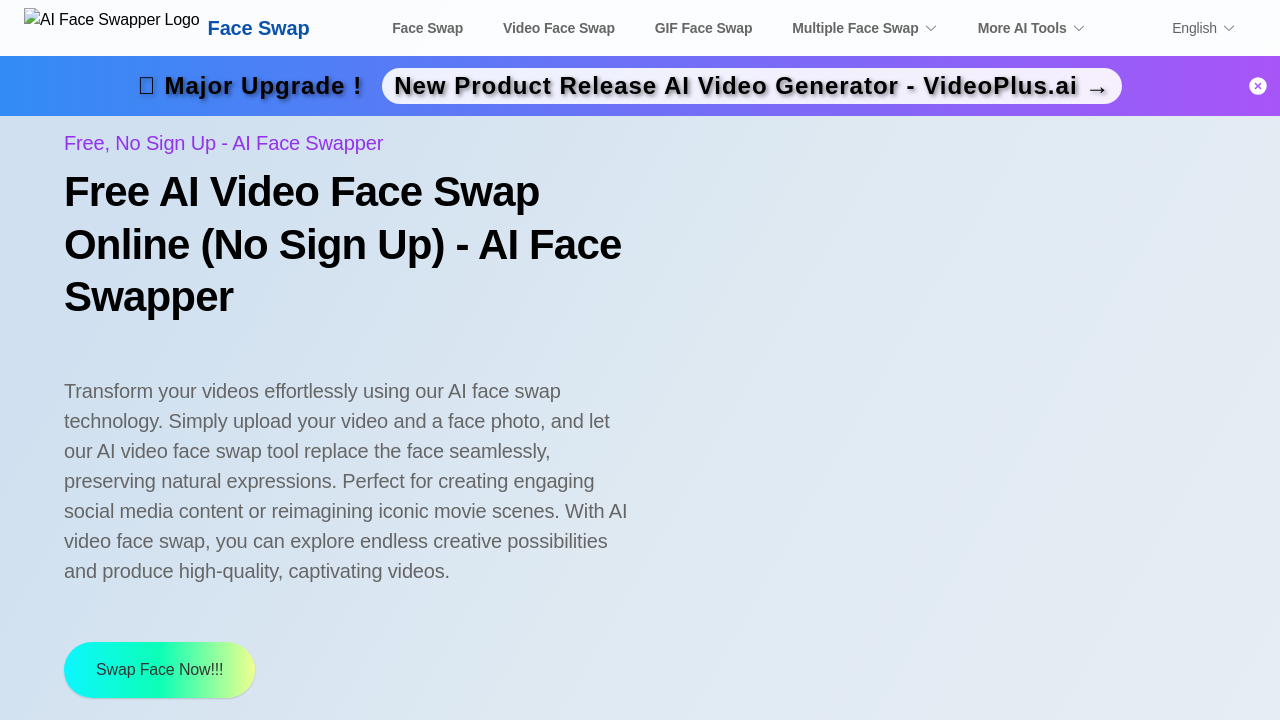 AI Face Swapper Logo
Face Swap
Face Swap
Video Face Swap
GIF Face Swap
Multiple Face Swap
More AI Tools
English
Major Upgrade !
New Product Release AI Video Generator - VideoPlus.ai →
Free, No Sign Up - AI Face Swapper
Free AI Video Face Swap
Online (No Sign Up) - AI Face
Swapper
Transform your videos effortlessly using our AI face swap
technology. Simply upload your video and a face photo, and let
our AI video face swap tool replace the face seamlessly,
preserving natural expressions. Perfect for creating engaging
social media content or reimagining iconic movie scenes. With AI
video face swap, you can explore endless creative possibilities
and produce high-quality, captivating videos.
Swap Face Now!!!